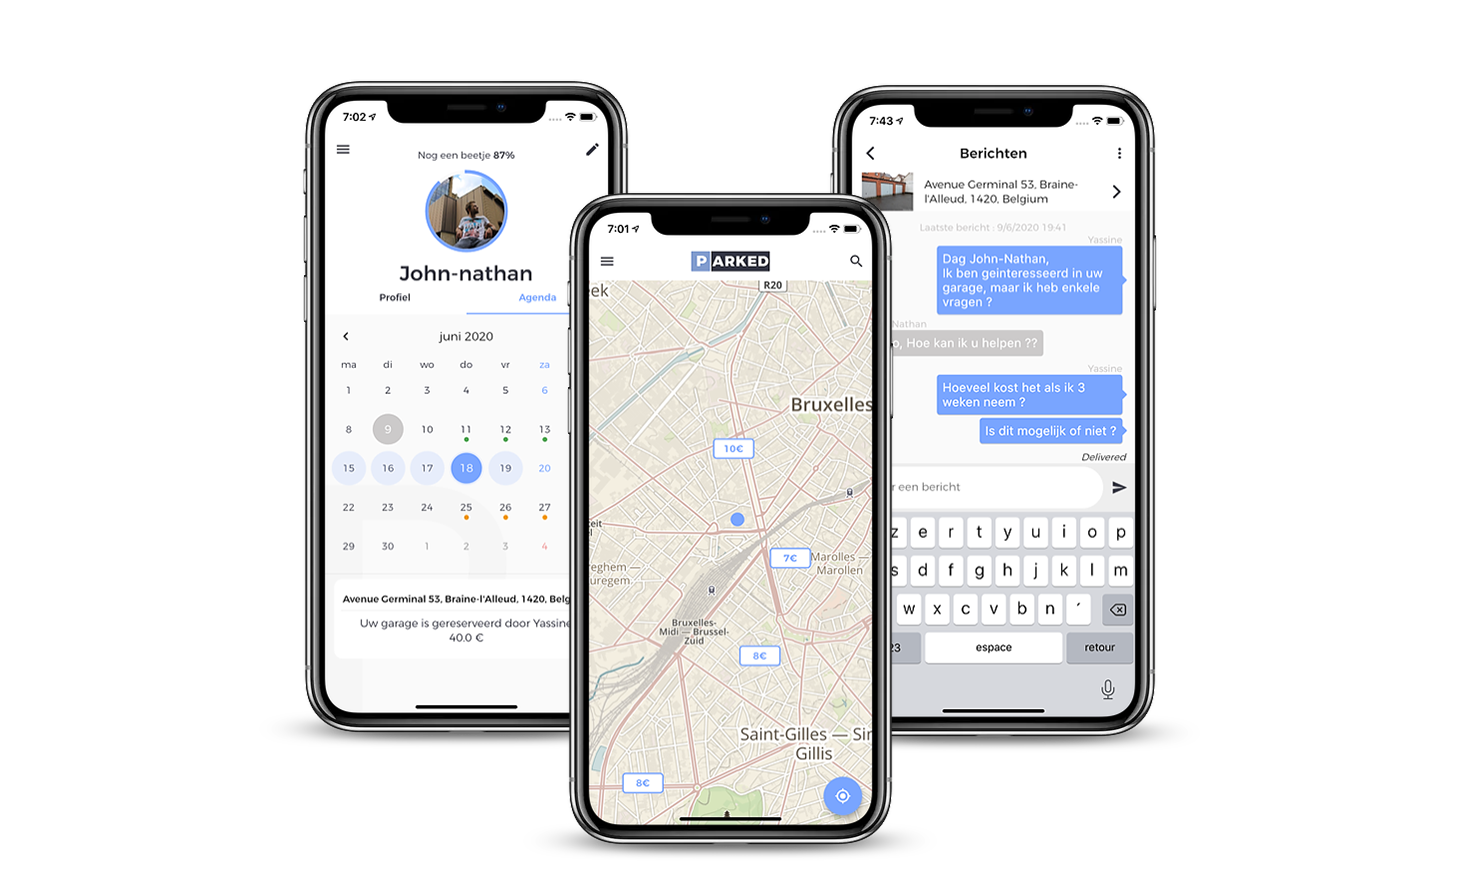 7:02
Nog een beetje 87%
John-nathan
Profiel
Agenda
juni 2020
ma di wo do vr za
1 2 3 4 5 6
8 9 10 11 12 13
15 16 17 18 19 20
22 23 24 25 26 27
29 30 1 2 3 4
Avenue Germinal 53, Braine-l'Alleud, 1420, Belg
Uw garage is gereserveerd door Yassine
40.0 €
7:01
PARKED
R20
ek
Bruxelles
10€
7€
Marolles —
Marollen
reghem —
uregem
Bruxelles-
Midi — Brussel-
Zuid
8€
Saint-Gilles — Sin
Gillis
8€
7:43
Berichten
Avenue Germinal 53, Braine-
l'Alleud, 1420, Belgium
Laatste bericht : 9/6/2020 19:41
Yassine
Dag John-Nathan,
Ik ben geinteresseerd in uw
garage, maar ik heb enkele
vragen ?
Nathan
o, Hoe kan ik u helpen ??
Yassine
Hoeveel kost het als ik 3
weken neem ?
Is dit mogelijk of niet ?
Delivered
r een bericht
z e r t y u i o p
s d f g h j k l m
w x c v b n ´
23 espace retour